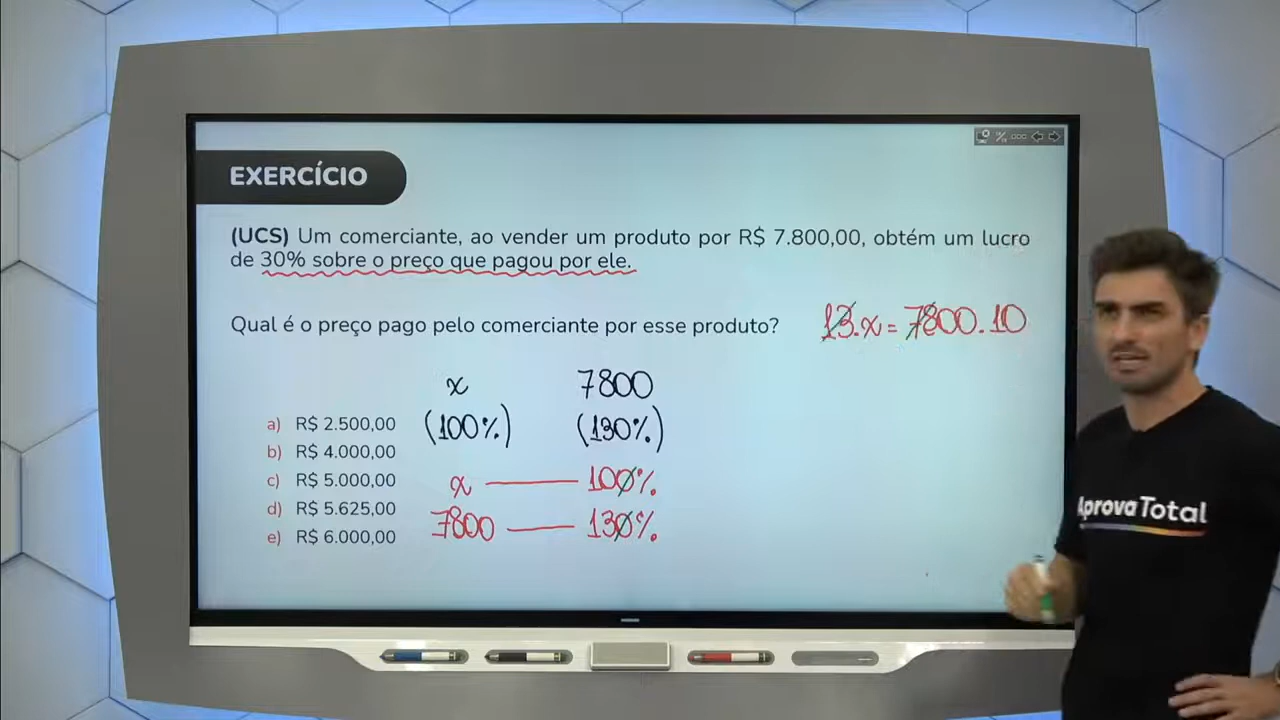 EXERCÍCIO
(UCS) Um comerciante, ao vender um produto por R$ 7.800,00, obtém um lucro
de 30% sobre o preço que pagou por ele.
Qual é o preço pago pelo comerciante por esse produto?
13.x = 7800.10
x 7800
(100%) (130%)
a) R$ 2.500,00
b) R$ 4.000,00
c) R$ 5.000,00
d) R$ 5.625,00
e) R$ 6.000,00
x — 100%
7800 — 130%
AprovaTotal